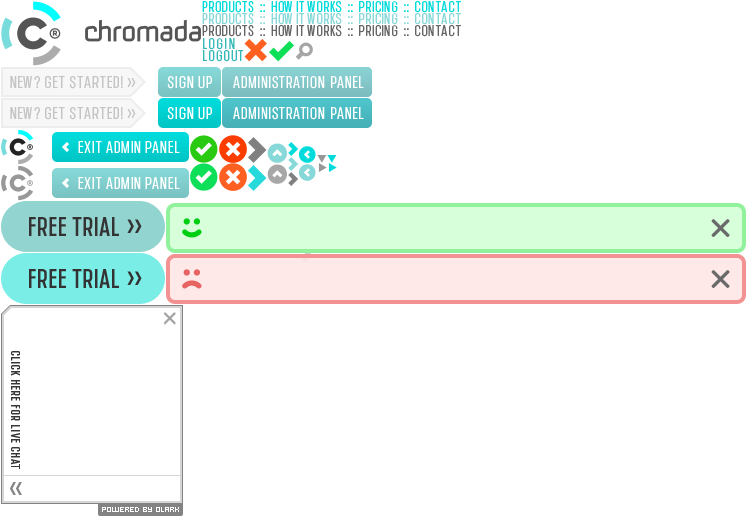 C® chromada
PRODUCTS :: HOW IT WORKS :: PRICING :: CONTACT
PRODUCTS :: HOW IT WORKS :: PRICING :: CONTACT
PRODUCTS :: HOW IT WORKS :: PRICING :: CONTACT
LOGIN
LOGOUT
NEW? GET STARTED! »
SIGN UP
ADMINISTRATION PANEL
NEW? GET STARTED! »
SIGN UP
ADMINISTRATION PANEL
C®
‹ EXIT ADMIN PANEL
C®
‹ EXIT ADMIN PANEL
FREE TRIAL »
FREE TRIAL »
CLICK HERE FOR LIVE CHAT
«
POWERED BY OLARK